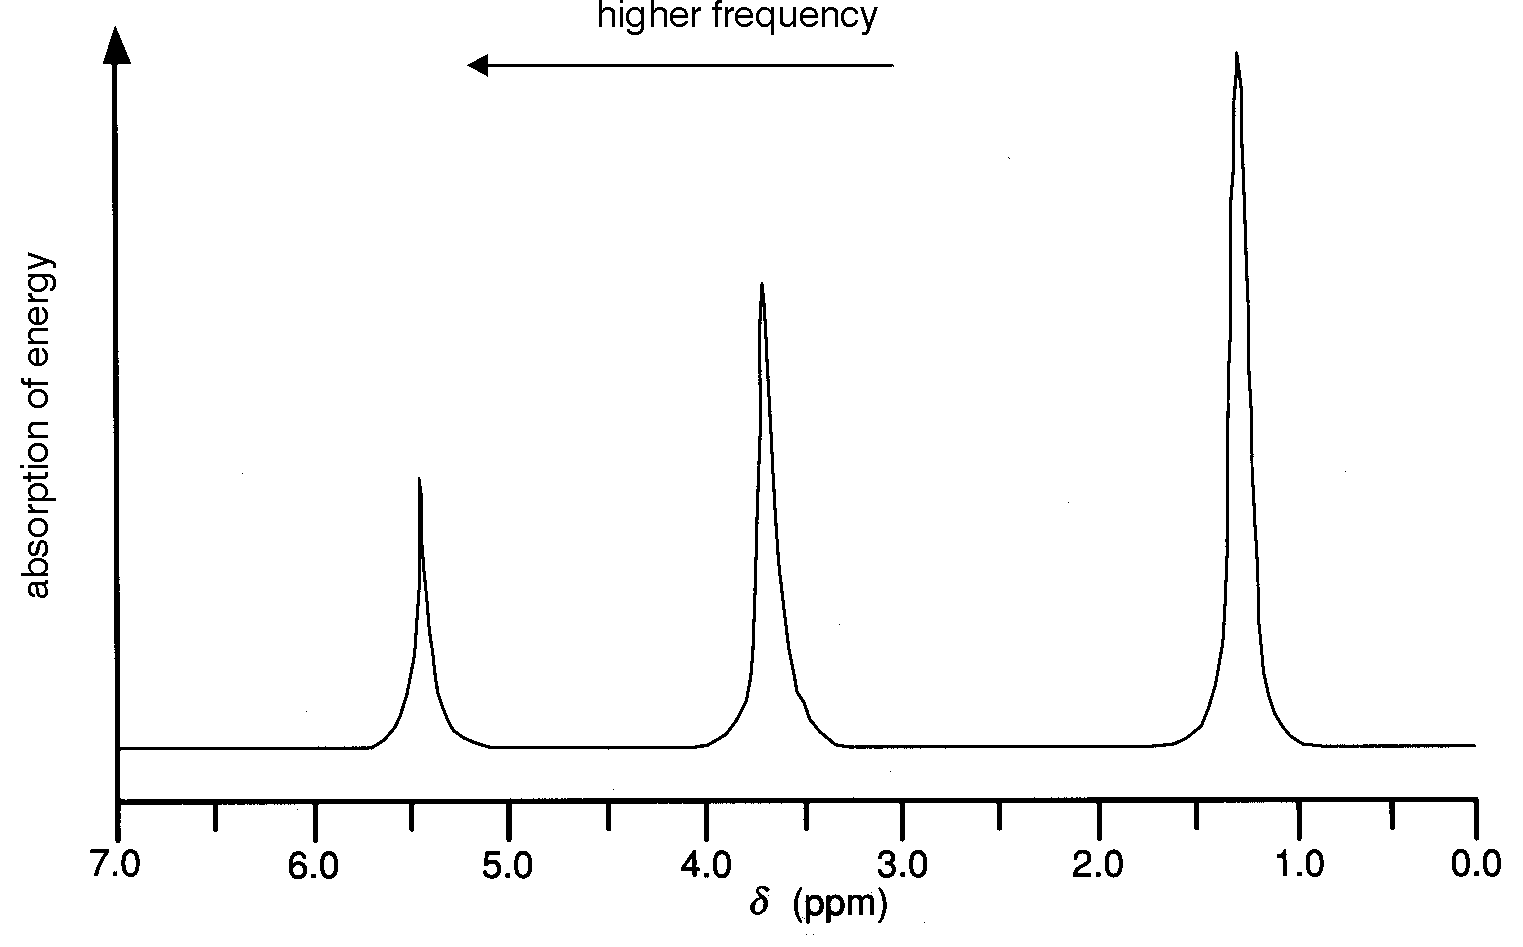 higher frequency
absorption of energy
7.0 6.0 5.0 4.0 3.0 2.0 1.0 0.0
δ (ppm)